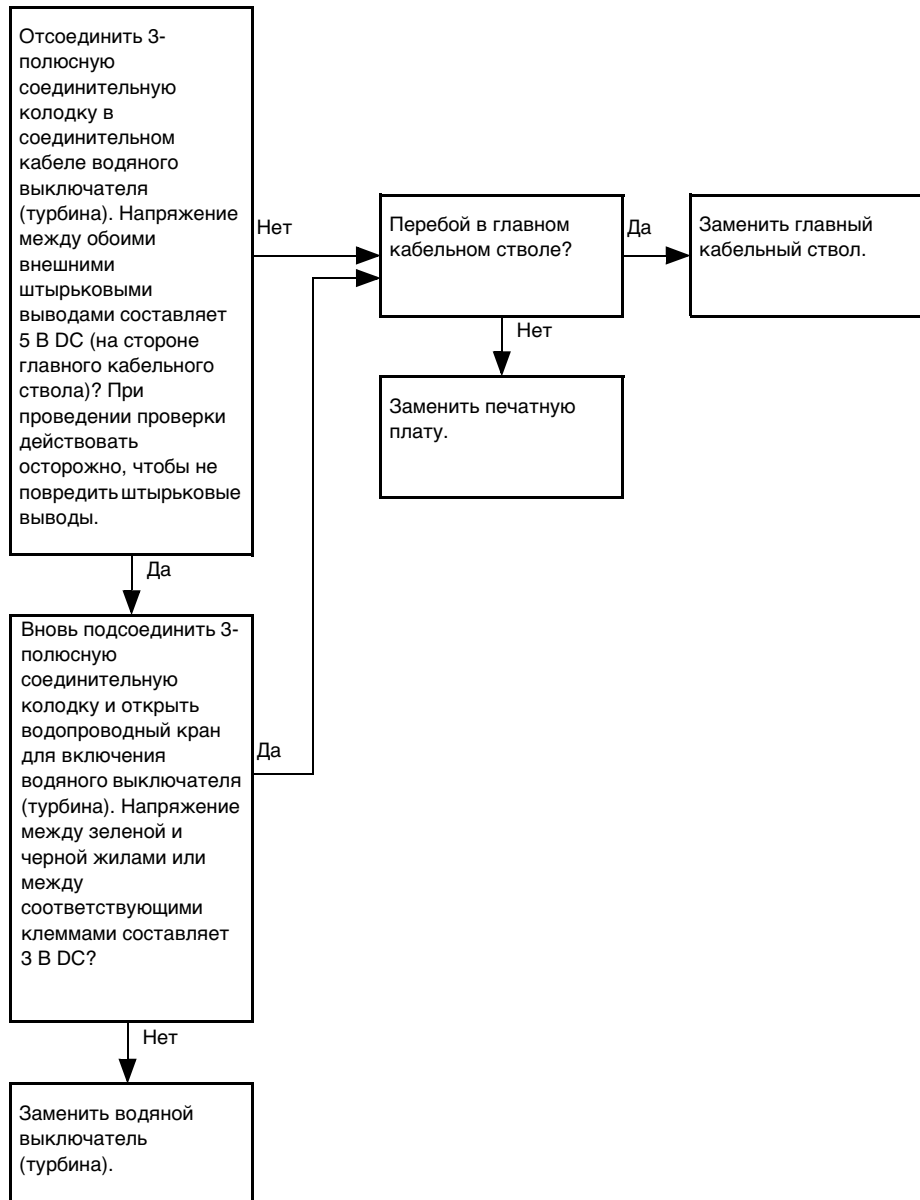 Отсоединить 3-
полюсную
соединительную
колодку в
соединительном
кабеле водяного
выключателя
(турбина). Напряжение
между обоими
внешними
штырьковыми
выводами составляет
5 В DC (на стороне
главного кабельного
ствола)? При
проведении проверки
действовать
осторожно, чтобы не
повредить штырьковые
выводы.
Нет
Перебой в главном
кабельном стволе?
Да
Заменить главный
кабельный ствол.
Нет
Заменить печатную
плату.
Да
Вновь подсоединить 3-
полюсную
соединительную
колодку и открыть
водопроводный кран
для включения
водяного выключателя
(турбина). Напряжение
между зеленой и
черной жилами или
между
соответствующими
клеммами составляет
3 В DC?
Да
Нет
Заменить водяной
выключатель
(турбина).